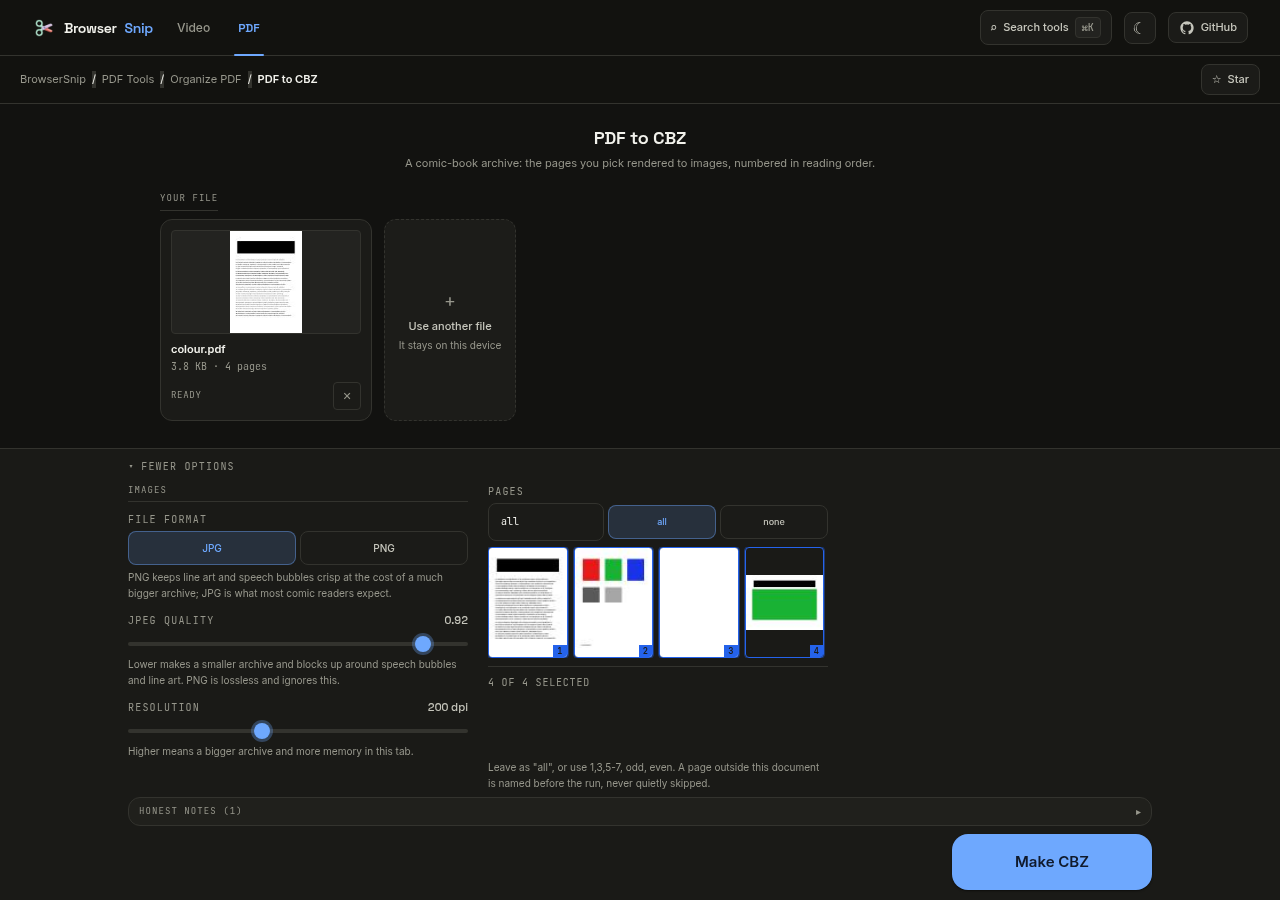 Browser Snip Video PDF
⌕ Search tools ⌘K
☾
GitHub
BrowserSnip / PDF Tools / Organize PDF / PDF to CBZ
☆ Star
PDF to CBZ
A comic-book archive: the pages you pick rendered to images, numbered in reading order.
YOUR FILE
colour.pdf
3.8 KB · 4 pages
READY
×
+
Use another file
It stays on this device
▾ FEWER OPTIONS
IMAGES
FILE FORMAT
JPG
PNG
PNG keeps line art and speech bubbles crisp at the cost of a much
bigger archive; JPG is what most comic readers expect.
JPEG QUALITY 0.92
Lower makes a smaller archive and blocks up around speech bubbles
and line art. PNG is lossless and ignores this.
RESOLUTION 200 dpi
Higher means a bigger archive and more memory in this tab.
PAGES
all
all
none
1
2
3
4
4 OF 4 SELECTED
Leave as "all", or use 1,3,5-7, odd, even. A page outside this document
is named before the run, never quietly skipped.
HONEST NOTES (1) ▸
Make CBZ